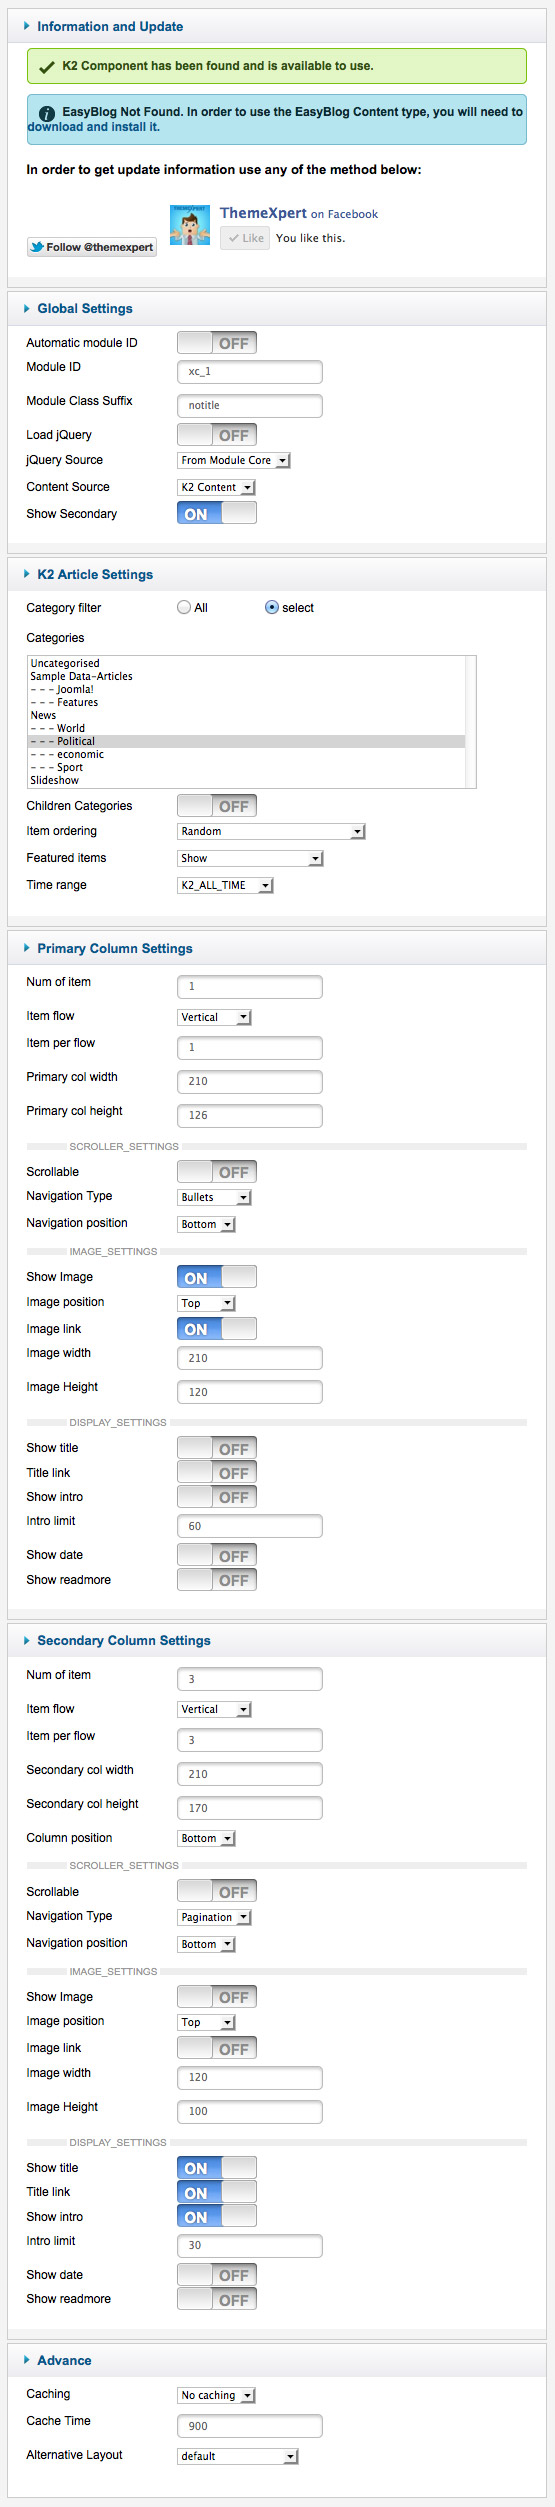 Information and Update
K2 Component has been found and is available to use.
EasyBlog Not Found. In order to use the EasyBlog Content type, you will need to
download and install it.
In order to get update information use any of the method below:
ThemeXpert on Facebook
Like You like this.
Follow @themexpert
Global Settings
Automatic module ID OFF
Module ID xc_1
Module Class Suffix notitle
Load jQuery OFF
jQuery Source From Module Core
Content Source K2 Content
Show Secondary ON
K2 Article Settings
Category filter All select
Categories
Uncategorised
Sample Data-Articles
- - - Joomla!
- - - Features
News
- - - World
- - - Political
- - - economic
- - - Sport
Slideshow
Children Categories OFF
Item ordering Random
Featured items Show
Time range K2_ALL_TIME
Primary Column Settings
Num of item 1
Item flow Vertical
Item per flow 1
Primary col width 210
Primary col height 126
SCROLLER_SETTINGS
Scrollable OFF
Navigation Type Bullets
Navigation position Bottom
IMAGE_SETTINGS
Show Image ON
Image position Top
Image link ON
Image width 210
Image Height 120
DISPLAY_SETTINGS
Show title OFF
Title link OFF
Show intro OFF
Intro limit 60
Show date OFF
Show readmore OFF
Secondary Column Settings
Num of item 3
Item flow Vertical
Item per flow 3
Secondary col width 210
Secondary col height 170
Column position Bottom
SCROLLER_SETTINGS
Scrollable OFF
Navigation Type Pagination
Navigation position Bottom
IMAGE_SETTINGS
Show Image OFF
Image position Top
Image link OFF
Image width 120
Image Height 100
DISPLAY_SETTINGS
Show title ON
Title link ON
Show intro ON
Intro limit 30
Show date OFF
Show readmore OFF
Advance
Caching No caching
Cache Time 900
Alternative Layout default